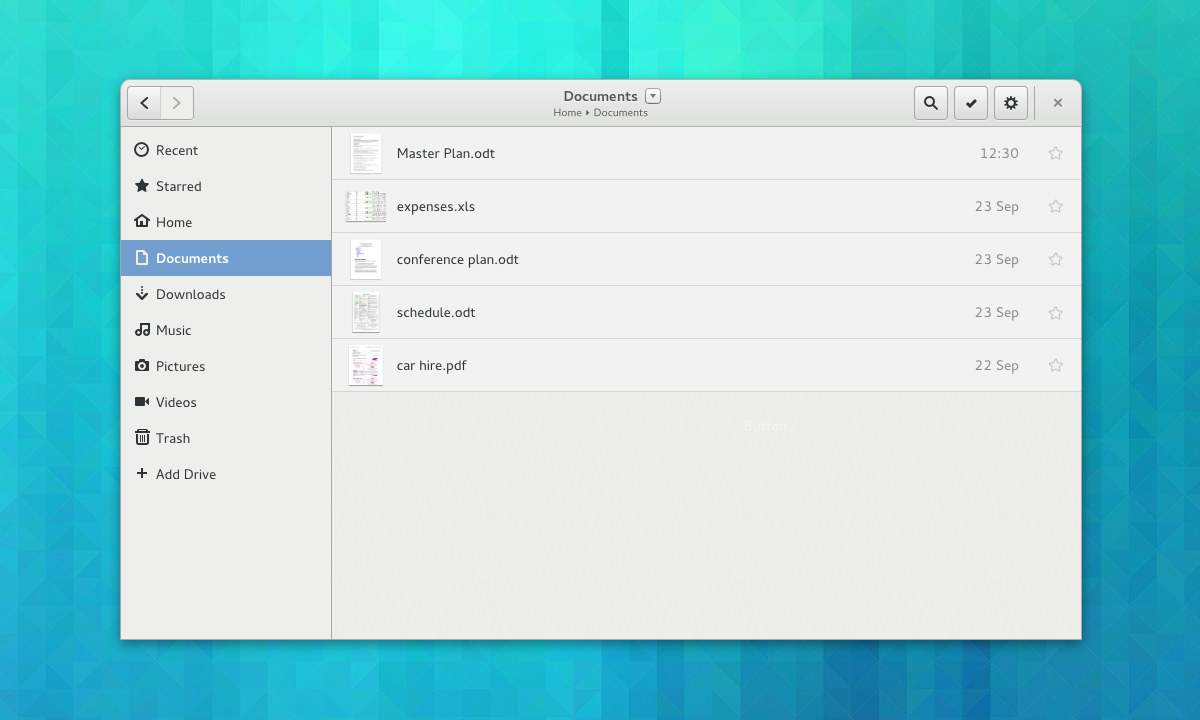 Documents
Home Documents
Recent
Starred
Home
Documents
Downloads
Music
Pictures
Videos
Trash
Add Drive
Master Plan.odt 12:30
expenses.xls 23 Sep
conference plan.odt 23 Sep
schedule.odt 23 Sep
car hire.pdf 22 Sep
Button